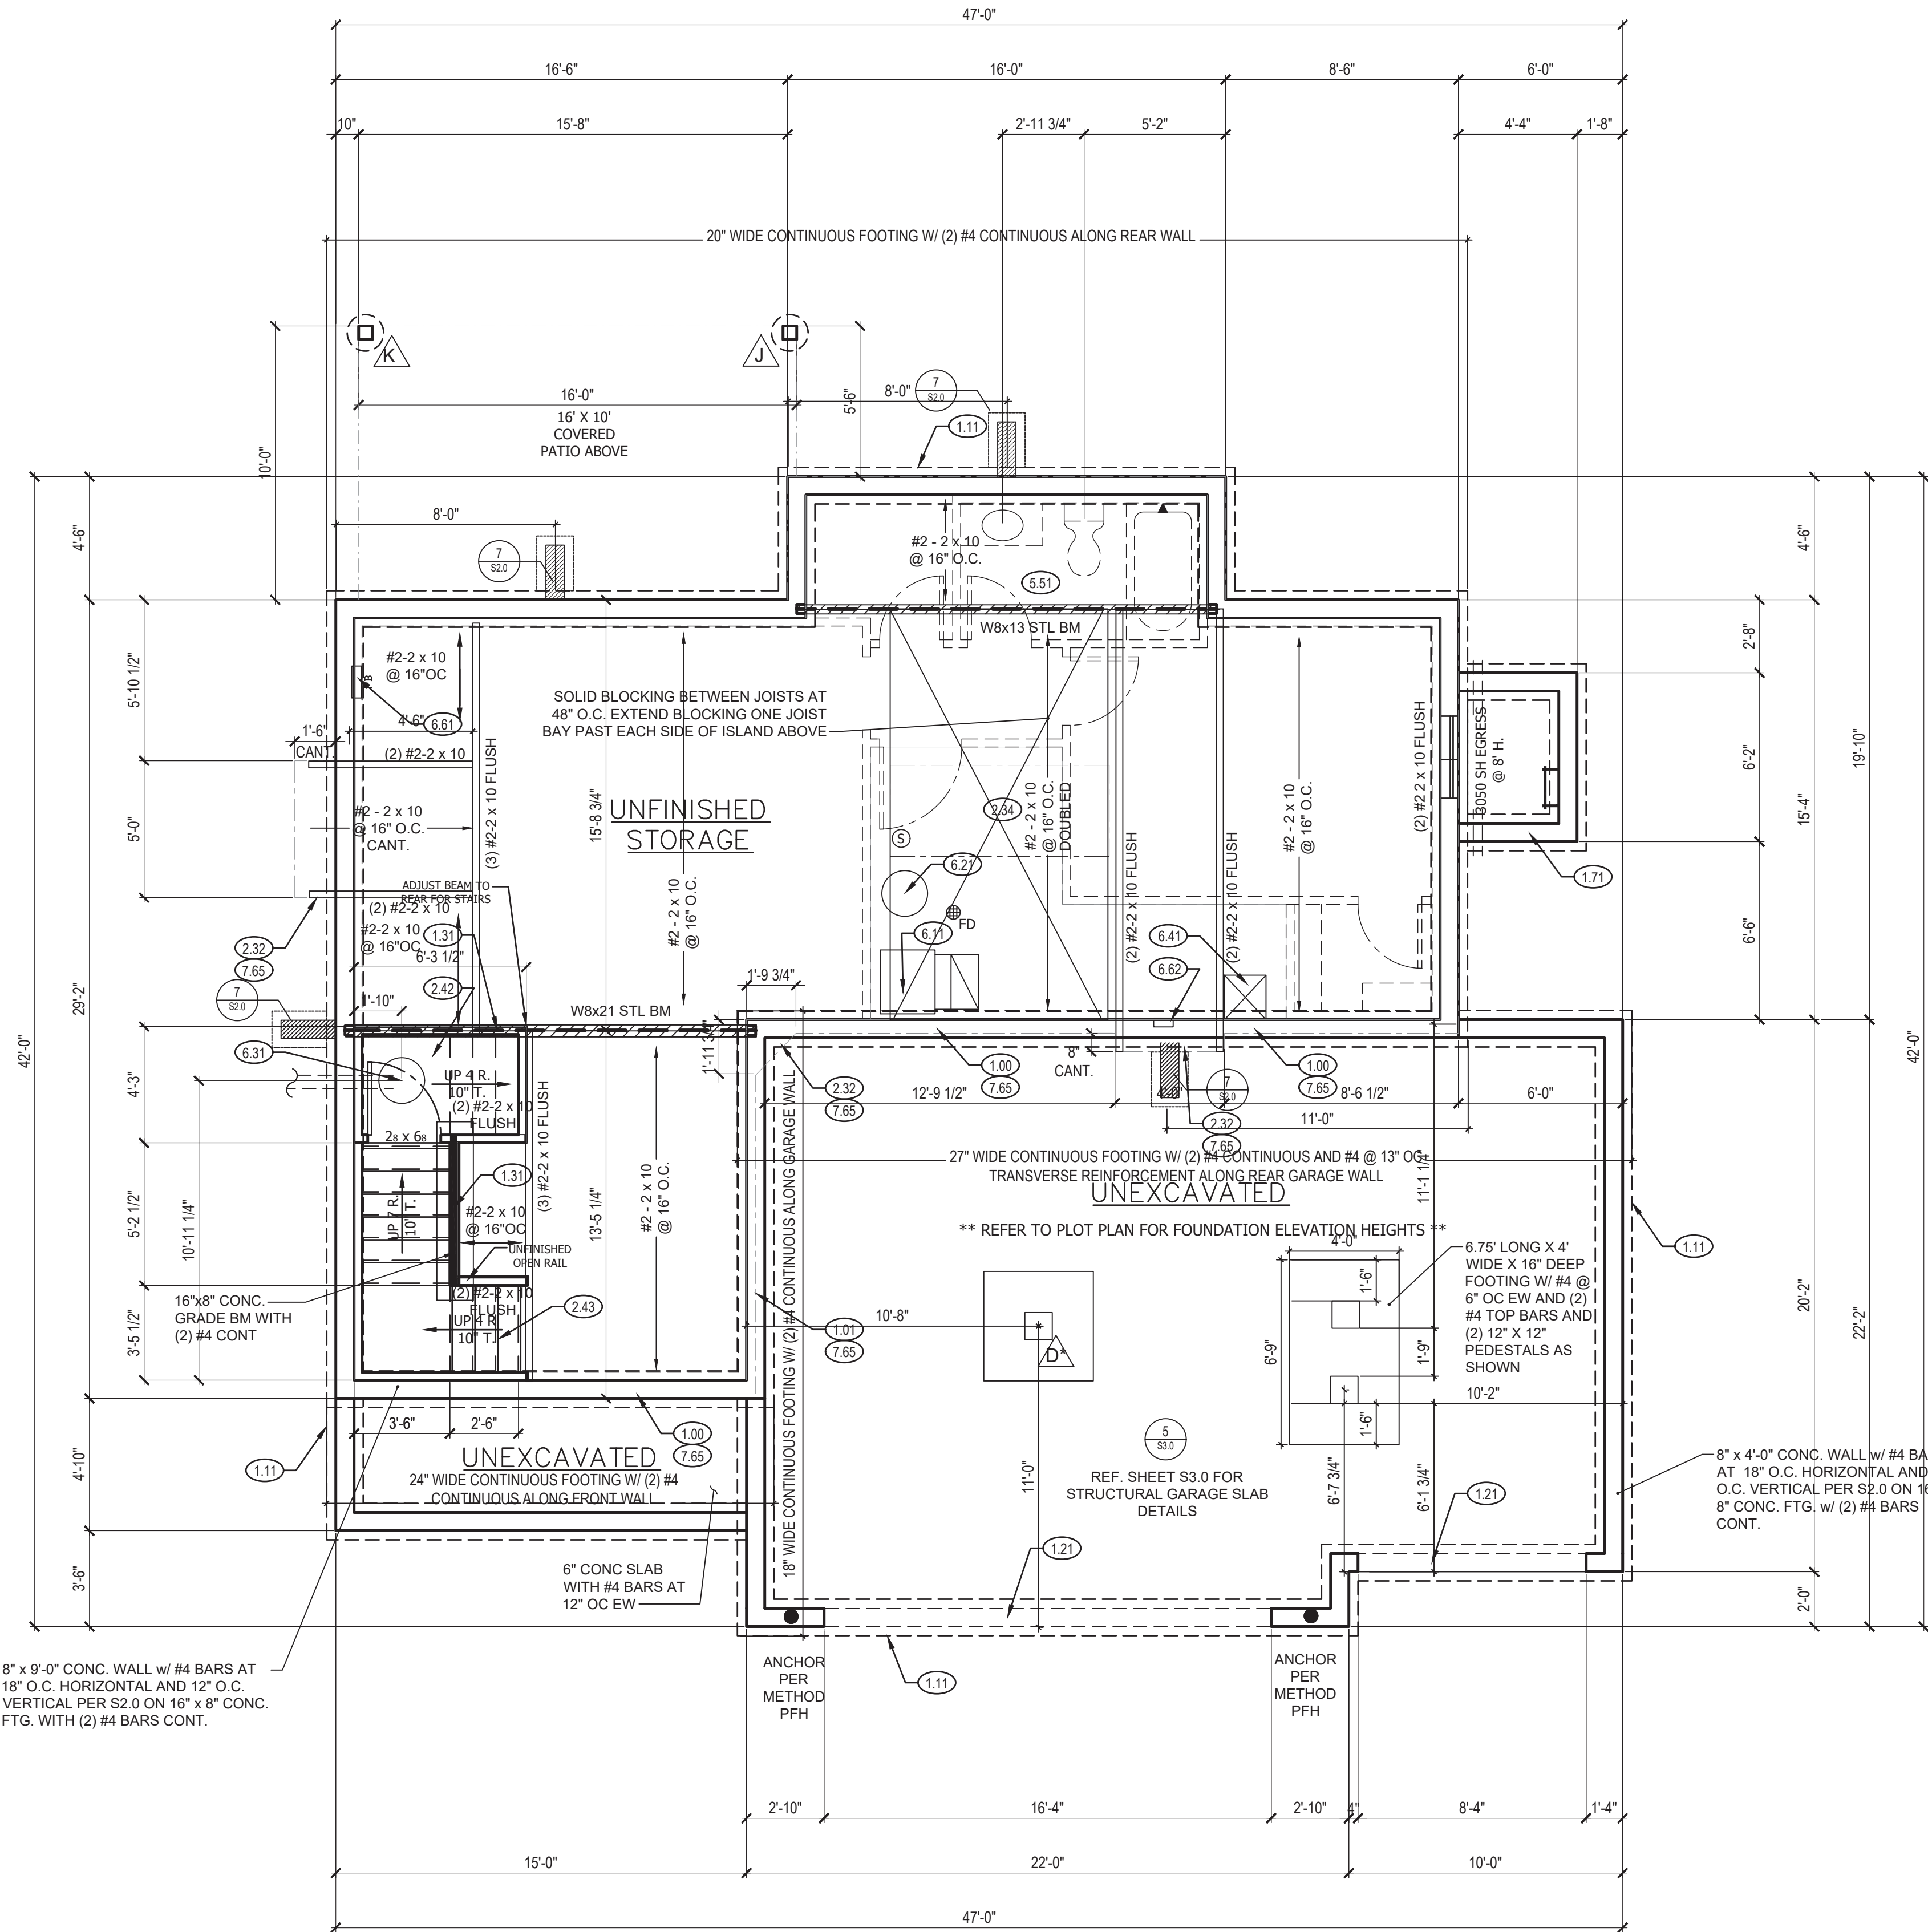 47'-0"
16'-6"
16'-0"
8'-6"
6'-0"
10"
15'-8"
2'-11 3/4"
5'-2"
4'-4"
1'-8"
20" WIDE CONTINUOUS FOOTING W/ (2) #4 CONTINUOUS ALONG REAR WALL
K
J
16'-0"
16' X 10'
COVERED
PATIO ABOVE
5'-6"
8'-0"
7
S2.0
1.11
10'-0"
8'-0"
7
S2.0
4'-6"
4'-6"
#2 - 2 x 10
@ 16" O.C.
5.51
W8x13 STL BM
#2-2 x 10
@ 16"OC
6.61
4'-6"
1'-6"
CANT.
(2) #2-2 x 10
SOLID BLOCKING BETWEEN JOISTS AT
48" O.C. EXTEND BLOCKING ONE JOIST
BAY PAST EACH SIDE OF ISLAND ABOVE
5'-10 1/2"
5'-0"
#2 - 2 x 10
@ 16" O.C.
CANT.
(3) #2-2 x 10 FLUSH
15'-8 3/4"
UNFINISHED
STORAGE
#2 - 2 x 10
@ 16" O.C.
S
2.34
#2 - 2 x 10
@ 16" O.C.
DOUBLED
(2) #2-2 x 10 FLUSH
(2) #2-2 x 10 FLUSH
#2 - 2 x 10
@ 16" O.C.
(2) #2 2 x 10 FLUSH
3050 SH EGRESS
@ 8' H.
1.71
2'-8"
6'-2"
6'-6"
15'-4"
19'-10"
ADJUST BEAM TO
REAR FOR STAIRS
(2) #2-2 x 10
#2-2 x 10
@ 16"OC
1.31
6'-3 1/2"
2.42
1'-10"
6.21
FD
6.11
6.41
6.62
2.32
7.65
7
S2.0
6.31
W8x21 STL BM
1'-9 3/4"
1'-11 3/4"
29'-2"
42'-0"
42'-0"
4'-3"
5'-2 1/2"
3'-5 1/2"
10'-11 1/4"
UP 4 R.
10" T.
(2) #2-2 x 10
FLUSH
28 x 68
1.31
UP 7 R.
10" T.
#2-2 x 10
@ 16"OC
UNFINISHED
OPEN RAIL
(2) #2-2 x 10
FLUSH
UP 4 R.
10" T.
2.43
(3) #2-2 x 10 FLUSH
13'-5 1/4"
#2 - 2 x 10
@ 16" O.C.
16"x8" CONC.
GRADE BM WITH
(2) #4 CONT
18" WIDE CONTINUOUS FOOTING W/ (2) #4 CONTINUOUS ALONG GARAGE WALL
2.32
7.65
1.00
7.65
8"
CANT.
7
S2.0
1.00
7.65
12'-9 1/2"
4'-0"
8'-6 1/2"
6'-0"
11'-0"
2.32
7.65
27" WIDE CONTINUOUS FOOTING W/ (2) #4 CONTINUOUS AND #4 @ 13" OC
TRANSVERSE REINFORCEMENT ALONG REAR GARAGE WALL
UNEXCAVATED
11'-1 1/4"
** REFER TO PLOT PLAN FOR FOUNDATION ELEVATION HEIGHTS **
1.11
4'-0"
1'-6"
6'-9"
1'-9"
1'-6"
6.75' LONG X 4'
WIDE X 16" DEEP
FOOTING W/ #4 @
6" OC EW AND (2)
#4 TOP BARS AND
(2) 12" X 12"
PEDESTALS AS
SHOWN
10'-2"
10'-8"
D*
1.01
7.65
20'-2"
22'-2"
3'-6"
2'-6"
1.00
7.65
UNEXCAVATED
24" WIDE CONTINUOUS FOOTING W/ (2) #4
CONTINUOUS ALONG FRONT WALL
1.11
4'-10"
3'-6"
11'-0"
5
S3.0
REF. SHEET S3.0 FOR
STRUCTURAL GARAGE SLAB
DETAILS
6'-7 3/4"
6'-1 3/4"
1.21
1.21
8" x 4'-0" CONC. WALL w/ #4
AT 18" O.C. HORIZONTAL AND
O.C. VERTICAL PER S2.0 ON
8" CONC. FTG. w/ (2) #4 BARS
CONT.
2'-0"
6" CONC SLAB
WITH #4 BARS AT
12" OC EW
8" x 9'-0" CONC. WALL w/ #4 BARS AT
18" O.C. HORIZONTAL AND 12" O.C.
VERTICAL PER S2.0 ON 16" x 8" CONC.
FTG. WITH (2) #4 BARS CONT.
ANCHOR
PER
METHOD
PFH
1.11
ANCHOR
PER
METHOD
PFH
2'-10"
16'-4"
2'-10"
4"
8'-4"
1'-4"
15'-0"
22'-0"
10'-0"
47'-0"